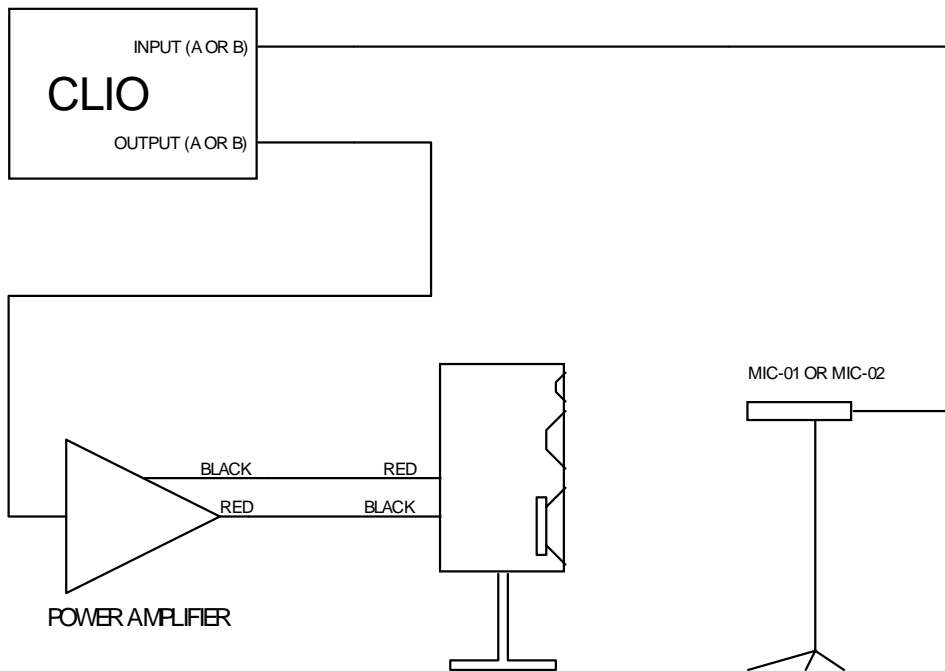 INPUT (A OR B)
CLIO
OUTPUT (A OR B)
MIC-01 OR MIC-02
BLACK RED
RED BLACK
POWER AMPLIFIER